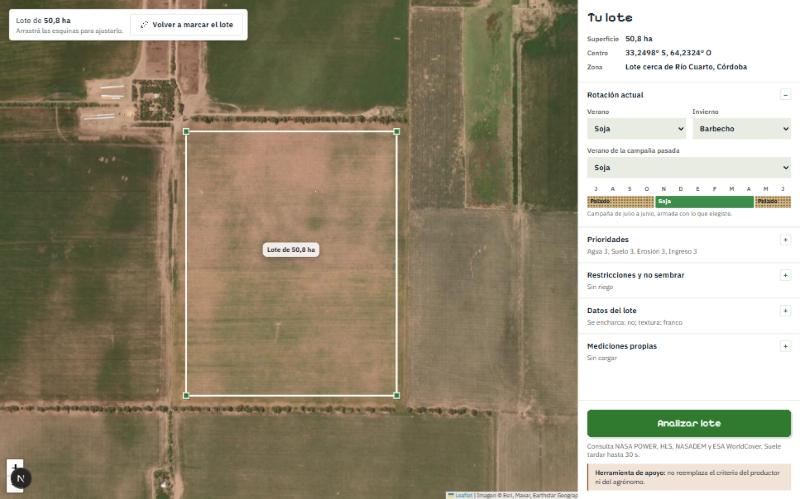 Lote de 50,8 ha
Arrastrá las esquinas para ajustarlo.
Volver a marcar el lote
Lote de 50,8 ha
N
Leaflet | Imagen © Esri, Maxar, Earthstar Geograp
Tu lote
Superficie 50,8 ha
Centro 33,2498° S, 64,2324° O
Zona Lote cerca de Río Cuarto, Córdoba
Rotación actual −
Verano Invierno
Soja Barbecho
Verano de la campaña pasada
Soja
J A S O N D E F M A M J
Pelado Soja Pelado
Campaña de julio a junio, armada con lo que elegiste.
Prioridades +
Agua 3, Suelo 3, Erosión 3, Ingreso 3
Restricciones y no sembrar +
Sin riego
Datos del lote +
Se encharca: no; textura: franco
Mediciones propias +
Sin cargar
Analizar lote
Consulta NASA POWER, HLS, NASADEM y ESA WorldCover. Suele
tardar hasta 30 s.
Herramienta de apoyo: no reemplaza el criterio del productor
ni del agrónomo.